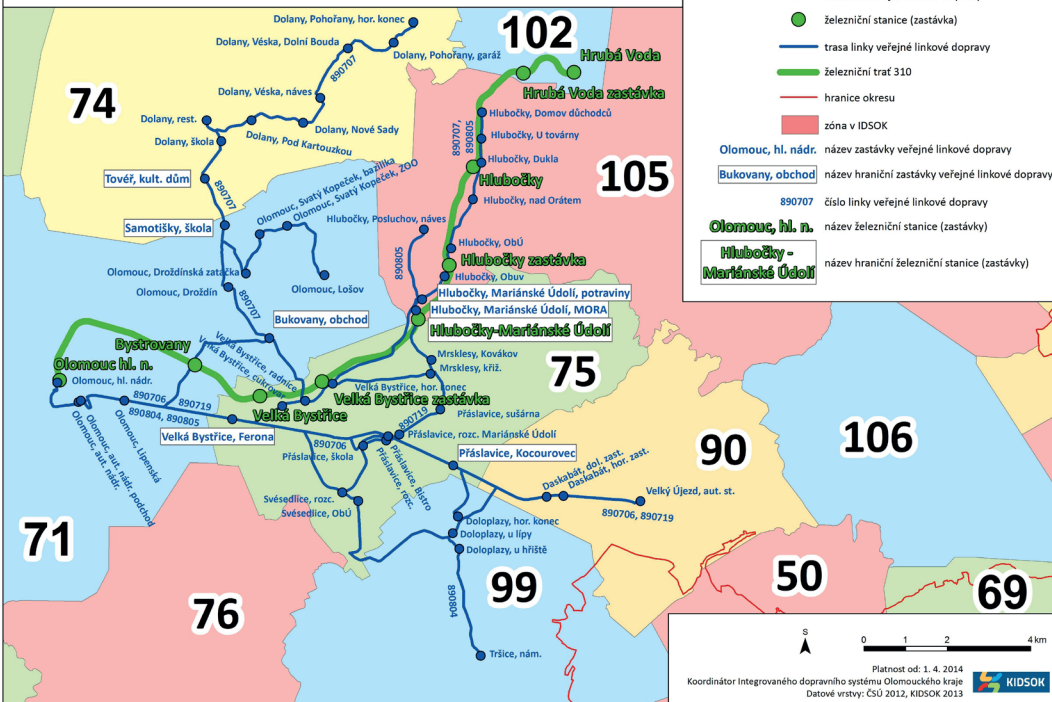 železniční stanice (zastávka)
trasa linky veřejné linkové dopravy
železniční trať 310
hranice okresu
zóna v IDSOK
Olomouc, hl. nádr. název zastávky veřejné linkové dopravy
Bukovany, obchod název hraniční zastávky veřejné linkové dopravy
890707 číslo linky veřejné linkové dopravy
Olomouc, hl. n. název železniční stanice (zastávky)
Hlubočky -
Mariánské Údolí
název hraniční železniční stanice (zastávky)
Dolany, Pohořany, hor. konec
Dolany, Véska, Dolní Bouda
Dolany, Pohořany, garáž
890707
102
Hrubá Voda
Hrubá Voda zastávka
74
Dolany, Véska, náves
Dolany, rest.
Dolany, Nové Sady
Dolany, Pod Kartouzkou
Dolany, škola
Hlubočky, Domov důchodců
Hlubočky, U továrny
890707,
890805
Hlubočky, Dukla
Hlubočky
105
Tovéř, kult. dům
890707
Hlubočky, nad Orátem
Samotišky, škola
Olomouc, Svatý Kopeček, bazilika
Olomouc, Svatý Kopeček, ZOO
Hlubočky, Posluchov, náves
Hlubočky, ObÚ
Hlubočky zastávka
890805
Hlubočky, Obuv
Olomouc, Droždínská zatáčka
Olomouc, Droždín
Olomouc, Lošov
Hlubočky, Mariánské Údolí, potraviny
Hlubočky, Mariánské Údolí, MORA
Hlubočky-Mariánské Údolí
890707
Bukovany, obchod
Bystrovany
Velká Bystřice, radnice
Velká Bystřice, cukrovar
Mrsklesy, Kovákov
Mrsklesy, křiž.
75
Olomouc hl. n.
Olomouc, hl. nádr.
Velká Bystřice, hor. konec
Velká Bystřice zastávka
Velká Bystřice
890706
890719
890804, 890805
Přáslavice, sušárna
890719
Velká Bystřice, Ferona
Přáslavice, rozc. Mariánské Údolí
890706
Přáslavice, škola
Přáslavice, Bistro
Přáslavice, rozc.
Přáslavice, Kocourovec
Olomouc, Lipenská
Olomouc, aut. nádr. podchod
Olomouc, aut. nádr.
90
106
Daskabát, dol. zast.
Daskabát, hor. zast.
Velký Újezd, aut. st.
890706, 890719
Svésedlice, rozc.
Svésedlice, ObÚ
Doloplazy, hor. konec
Doloplazy, u lípy
Doloplazy, u hřiště
71
99
50
69
76
890804
Tršice, nám.
S
0 1 2 4 km
Platnost od: 1. 4. 2014
Koordinátor Integrovaného dopravního systému Olomouckého kraje
Datové vrstvy: ČSÚ 2012, KIDSOK 2013
KIDSOK